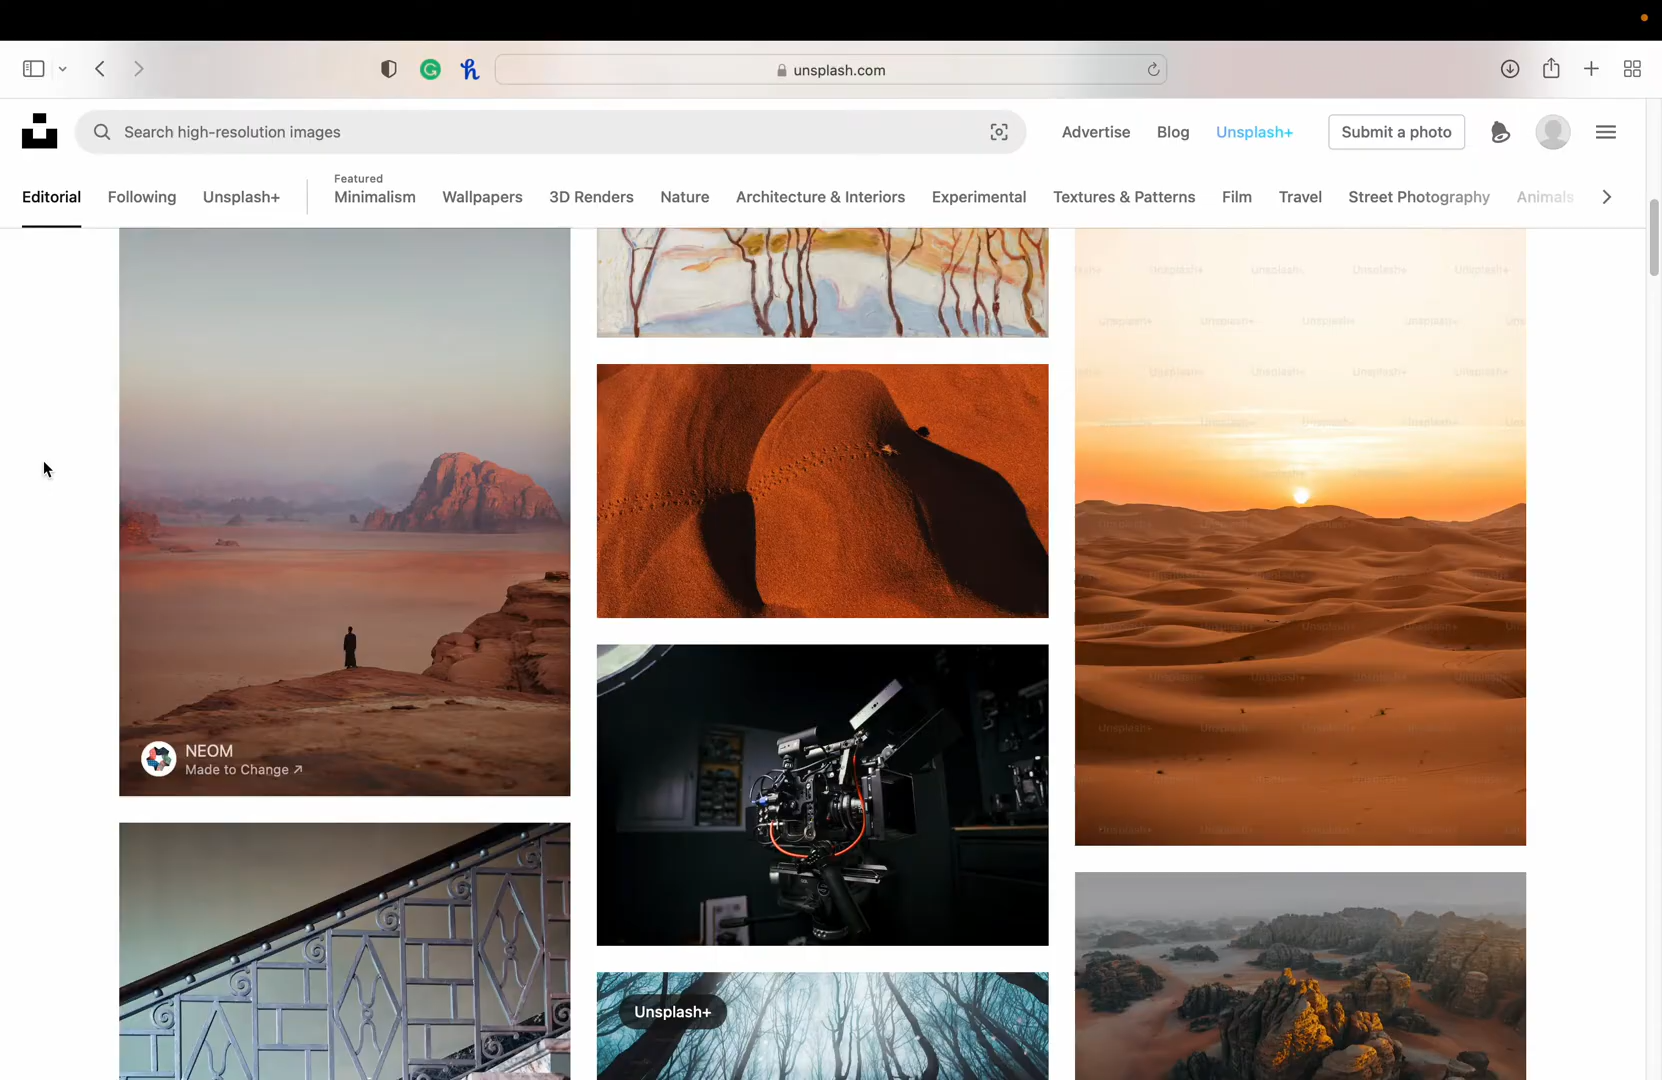 unsplash.com
Search high-resolution images
Advertise
Blog
Unsplash+
Submit a photo
Editorial
Following
Unsplash+
Featured
Minimalism
Wallpapers
3D Renders
Nature
Architecture & Interiors
Experimental
Textures & Patterns
Film
Travel
Street Photography
Animals
NEOM
Made to Change ↗
Unsplash+